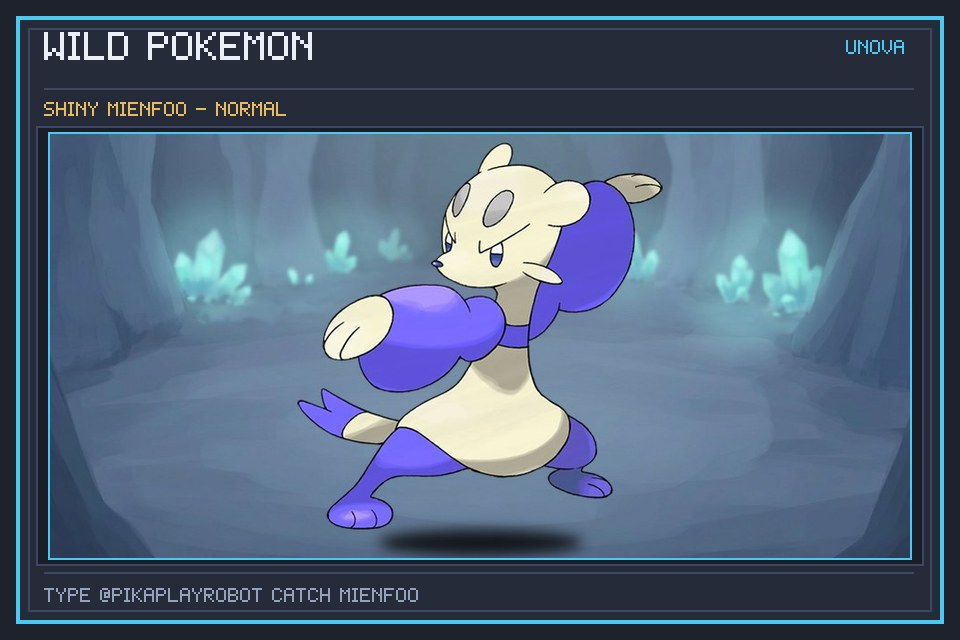 WILD POKEMON
UNOVA
SHINY MIENFOO - NORMAL
TYPE @PIKAPLAYROBOT CATCH MIENFOO